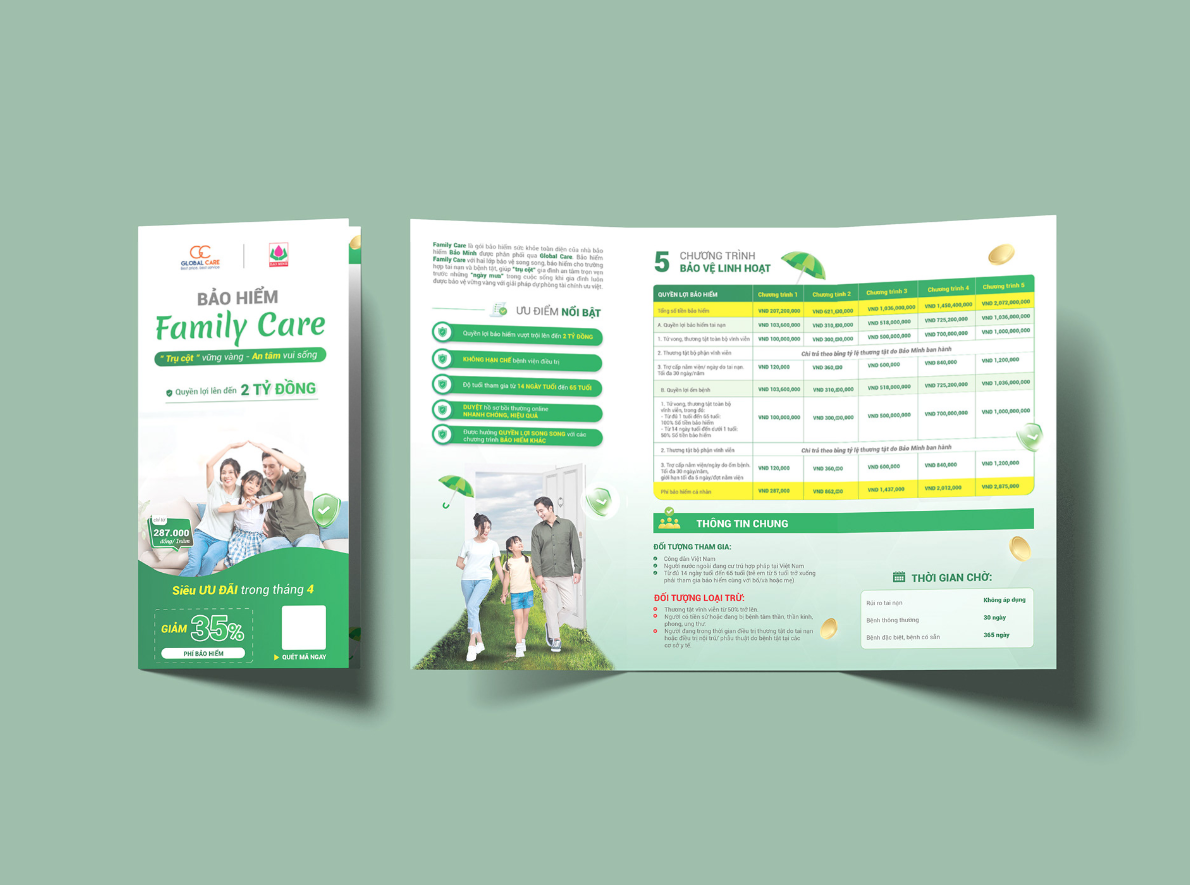 GLOBAL CARE
BẢO MINH
BẢO HIỂM
Family Care
"Trụ cột" vững vàng - An tâm vui sống
Quyền lợi lên đến 2 TỶ ĐỒNG
Chỉ từ
287.000
đồng/1năm
Siêu ƯU ĐÃI trong tháng 4
GIẢM 35%
PHÍ BẢO HIỂM
QUÉT MÃ NGAY
Family Care là gói bảo hiểm sức khỏe toàn diện của nhà bảo
hiểm Bảo Minh được phân phối qua Global Care. Bảo hiểm
Family Care với hai lớp bảo vệ song song, bảo hiểm cho trường
hợp tai nạn và bệnh tật, giúp "trụ cột" gia đình an tâm trọn vẹn
trước những "ngày mưa" trong cuộc sống khi gia đình luôn
được bảo vệ vững vàng với giải pháp dự phòng tài chính ưu việt.
ƯU ĐIỂM NỔI BẬT
Quyền lợi bảo hiểm vượt trội lên đến 2 TỶ ĐỒNG
KHÔNG HẠN CHẾ bệnh viện điều trị
Độ tuổi tham gia từ 14 NGÀY TUỔI đến 65 TUỔI
DUYỆT hồ sơ bồi thường online
NHANH CHÓNG, HIỆU QUẢ
Được hưởng QUYỀN LỢI SONG SONG với các
chương trình BẢO HIỂM KHÁC
5 CHƯƠNG TRÌNH
BẢO VỆ LINH HOẠT
QUYỀN LỢI BẢO HIỂM Chương trình 1 Chương trình 2 Chương trình 3 Chương trình 4 Chương trình 5
Tổng số tiền bảo hiểm VND 207,200,000 VND 1,036,000,000 VND 1,450,400,000 VND 2,072,000,000
A. Quyền lợi bảo hiểm tai nạn VND 103,600,000 VND 518,000,000 VND 725,200,000 VND 1,036,000,000
1. Tử vong, thương tật toàn bộ vĩnh viễn VND 100,000,000 VND 500,000,000 VND 700,000,000 VND 1,000,000,000
2. Thương tật bộ phận vĩnh viễn Chi trả theo bảng tỷ lệ thương tật do Bảo Minh ban hành
3. Trợ cấp nằm viện/ngày do tai nạn
Tối đa 30 ngày/năm VND 120,000 VND 600,000 VND 840,000 VND 1,200,000
B. Quyền lợi ốm bệnh VND 103,600,000 VND 518,000,000 VND 725,200,000 VND 1,036,000,000
1. Tử vong, thương tật toàn bộ
vĩnh viễn, trong đó:
- Từ đủ 1 tuổi đến 65 tuổi:
100% Số tiền bảo hiểm
- Từ 14 ngày tuổi đến dưới 1 tuổi:
50% Số tiền bảo hiểm
VND 100,000,000 VND 500,000,000 VND 700,000,000 VND 1,000,000,000
2. Thương tật bộ phận vĩnh viễn Chi trả theo bảng tỷ lệ thương tật do Bảo Minh ban hành
3. Trợ cấp nằm viện/ngày do ốm bệnh.
Tối đa 30 ngày/năm,
giới hạn tối đa 5 ngày/đợt nằm viện
VND 120,000 VND 600,000 VND 840,000 VND 1,200,000
Phí bảo hiểm cá nhân VND 287,000 VND 1,437,000 VND 2,012,000 VND 2,875,000
THÔNG TIN CHUNG
ĐỐI TƯỢNG THAM GIA:
Công dân Việt Nam
Người nước ngoài đang cư trú hợp pháp tại Việt Nam
Từ đủ 14 ngày tuổi đến 65 tuổi (trẻ em từ 5 tuổi trở xuống
phải tham gia bảo hiểm cùng với bố/và hoặc mẹ)
ĐỐI TƯỢNG LOẠI TRỪ:
Thương tật vĩnh viễn từ 50% trở lên.
Người có tiền sử hoặc đang bị bệnh tâm thần, thần kinh,
phong, ung thư.
Người đang trong thời gian điều trị thương tật do tai nạn
hoặc điều trị nội trú/ phẫu thuật do bệnh tật tại các
cơ sở y tế.
THỜI GIAN CHỜ:
Rủi ro tai nạn Không áp dụng
Bệnh thông thường 30 ngày
Bệnh đặc biệt, bệnh có sẵn 365 ngày